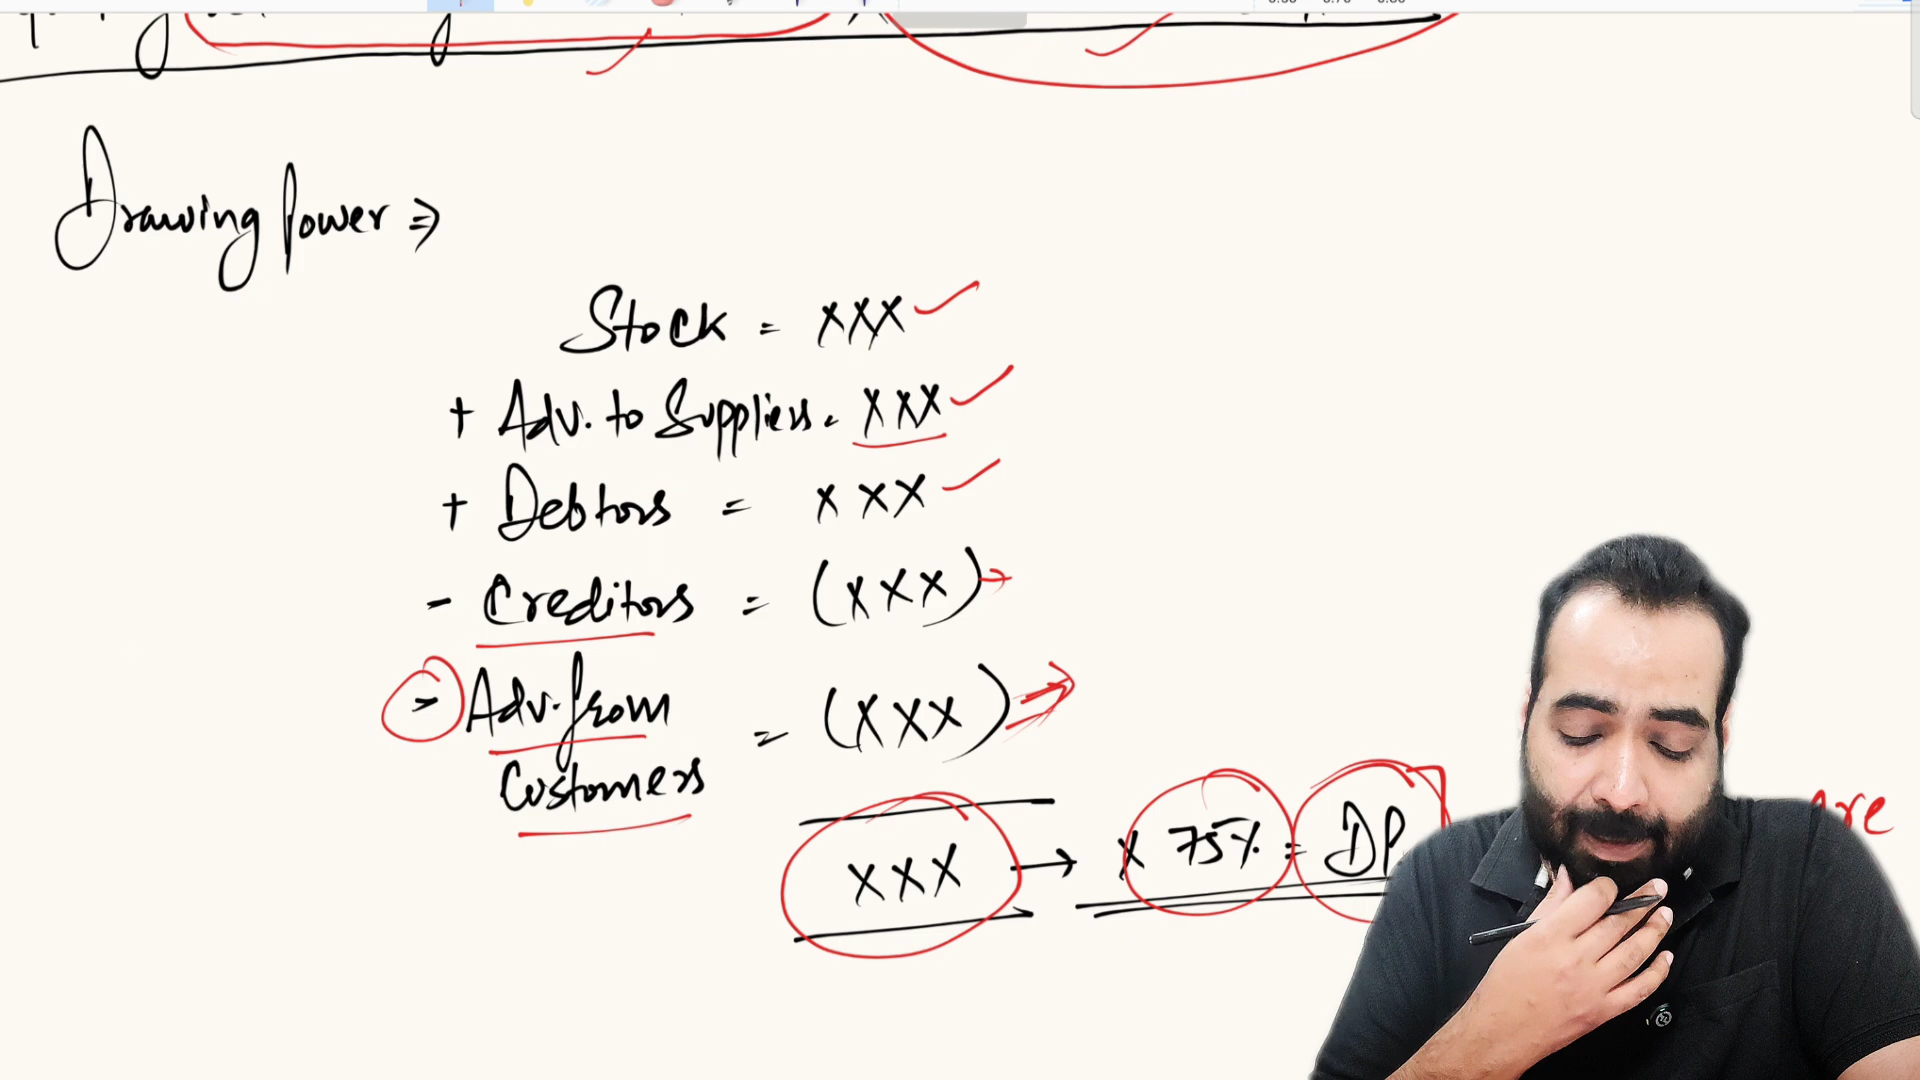 Drawing Power ⇒
Stock = XXX
+ Adv. to Suppliers = XXX
+ Debtors = XXX
- Creditors = (XXX)
- Adv. from = (XXX)
Customers
XXX → X 75% = DP